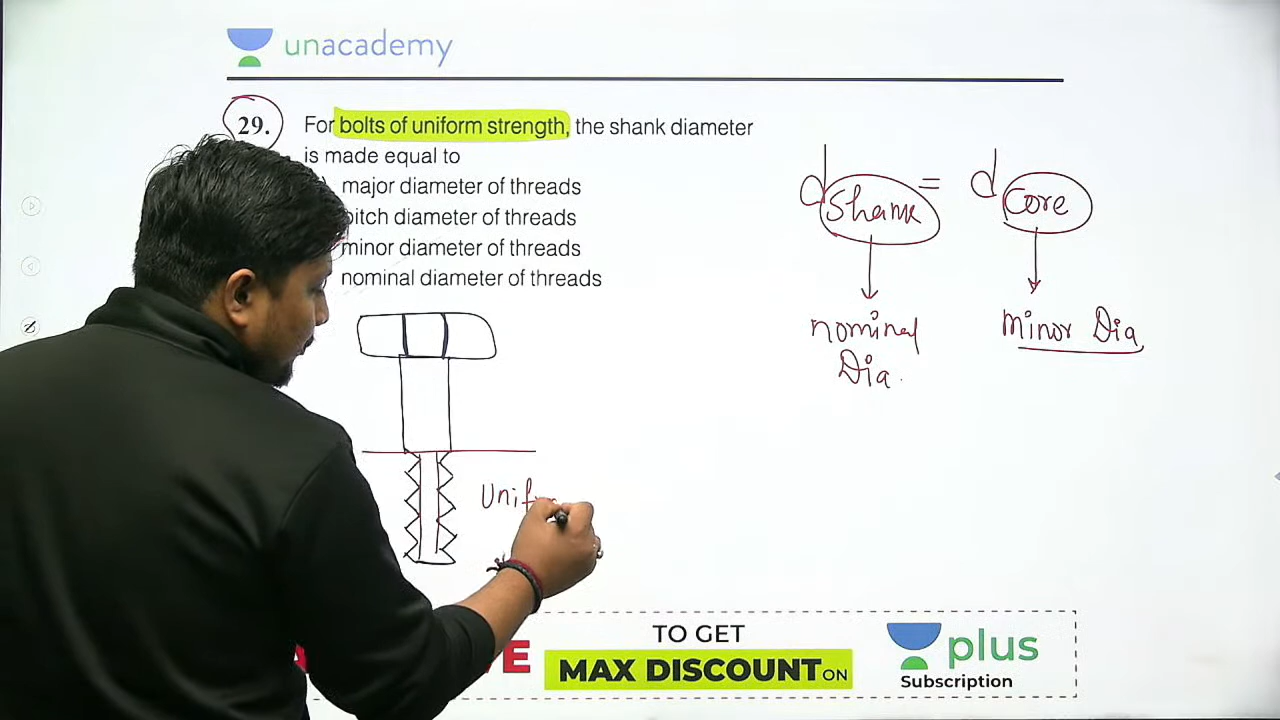 unacademy
29. For bolts of uniform strength, the shank diameter
is made equal to
major diameter of threads
pitch diameter of threads
minor diameter of threads
nominal diameter of threads
d Shank = d Core
nominal
Dia.
minor Dia
Unif
TO GET
MAX DISCOUNT ON
plus
Subscription